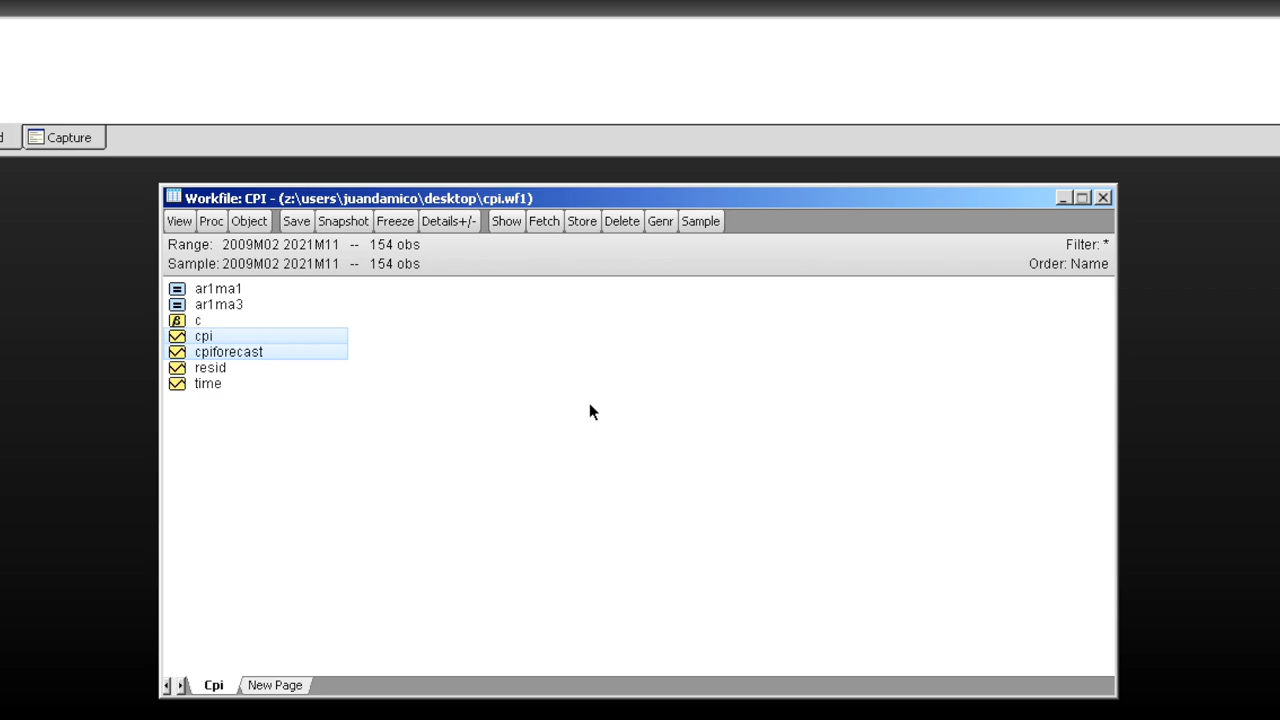 d Capture
Workfile: CPI - (z:\users\juandamico\desktop\cpi.wf1)
View Proc Object Save Snapshot Freeze Details+/- Show Fetch Store Delete Genr Sample
Range: 2009M02 2021M11 -- 154 obs Filter: *
Sample: 2009M02 2021M11 -- 154 obs Order: Name
ar1ma1
ar1ma3
β c
cpi
cpiforecast
resid
time
Cpi New Page